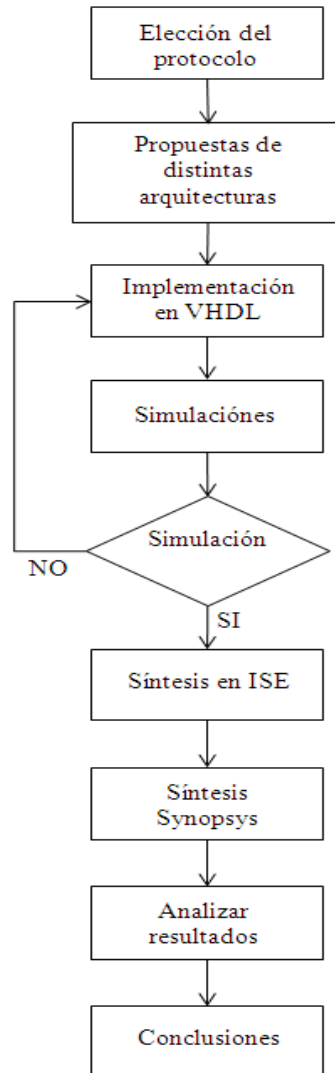 Elección del
protocolo
Propuestas de
distintas
arquitecturas
Implementación
en VHDL
Simulaciónes
Simulación
NO
SI
Síntesis en ISE
Síntesis
Synopsys
Analizar
resultados
Conclusiones